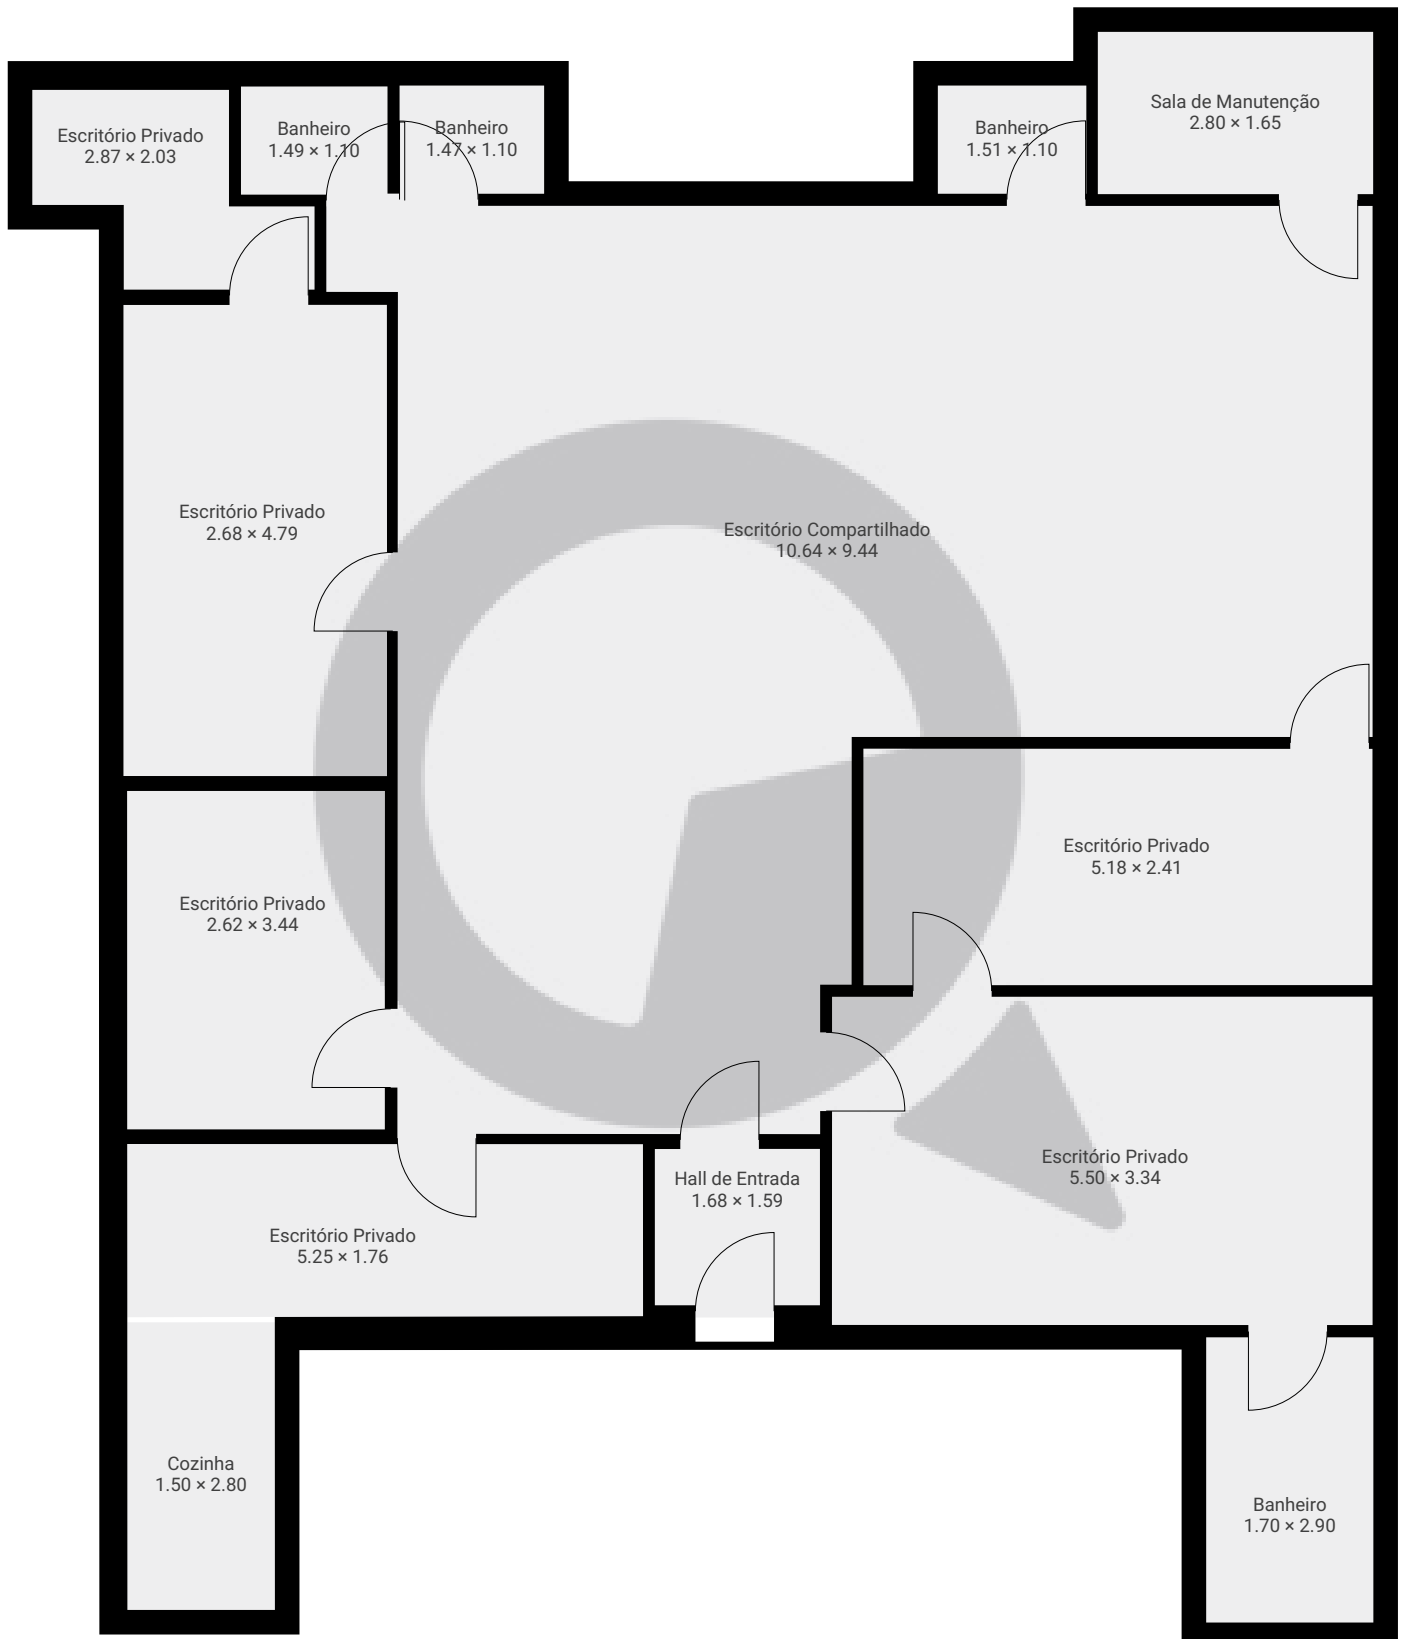 Sala de Manutenção
2.80 × 1.65
Escritório Privado
2.87 × 2.03
Banheiro
1.49 × 1.10
Banheiro
1.47 × 1.10
Banheiro
1.51 × 1.10
Escritório Privado
2.68 × 4.79
Escritório Compartilhado
10.64 × 9.44
Escritório Privado
5.18 × 2.41
Escritório Privado
2.62 × 3.44
Escritório Privado
5.50 × 3.34
Hall de Entrada
1.68 × 1.59
Escritório Privado
5.25 × 1.76
Cozinha
1.50 × 2.80
Banheiro
1.70 × 2.90